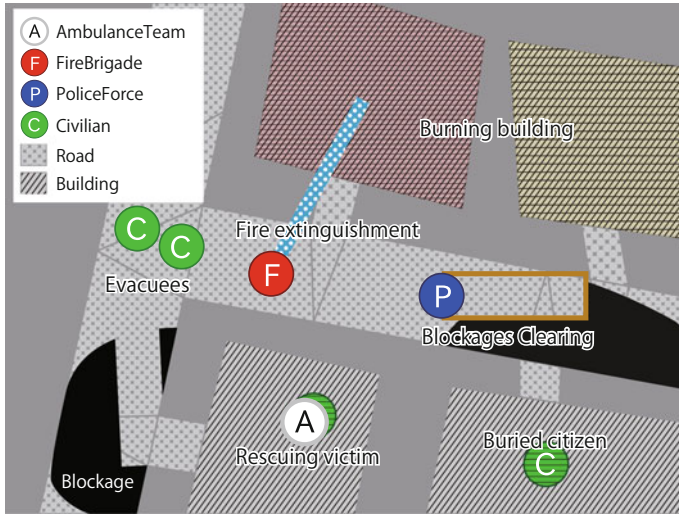 A AmbulanceTeam
F FireBrigade
P PoliceForce
C Civilian
Road
Building
Burning building
Fire extinguishment
C
C
F
Evacuees
P
Blockages Clearing
A
Rescuing victim
Buried citizen
C
Blockage